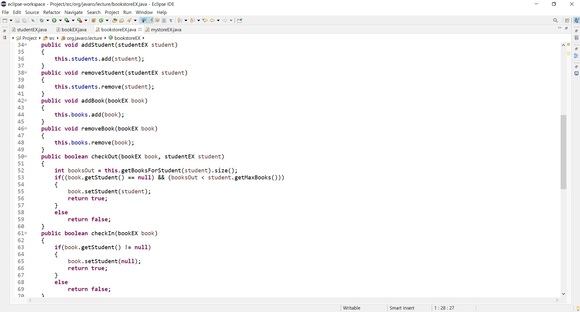 eclipse-workspace - Project/src/org/javaro/lecture/bookstoreEX.java - Eclipse IDE
File Edit Source Refactor Navigate Search Project Run Window Help
studentEX.java bookEX.java bookstoreEX.java mystoreEX.java
Project src org.javaro.lecture bookstoreEX
34 public void addStudent(studentEX student)
35 {
36 this.students.add(student);
37 }
38 public void removeStudent(studentEX student)
39 {
40 this.students.remove(student);
41 }
42 public void addBook(bookEX book)
43 {
44 this.books.add(book);
45 }
46 public void removeBook(bookEX book)
47 {
48 this.books.remove(book);
49 }
50 public boolean checkOut(bookEX book, studentEX student)
51 {
52 int booksOut = this.getBooksForStudent(student).size();
53 if((book.getStudent() == null) && (booksOut < student.getMaxBooks()))
54 {
55 book.setStudent(student);
56 return true;
57 }
58 else
59 return false;
60 }
61 public boolean checkIn(bookEX book)
62 {
63 if(book.getStudent() != null)
64 {
65 book.setStudent(null);
66 return true;
67 }
68 else
69 return false;
70 }
Writable Smart Insert 1 : 28 : 27